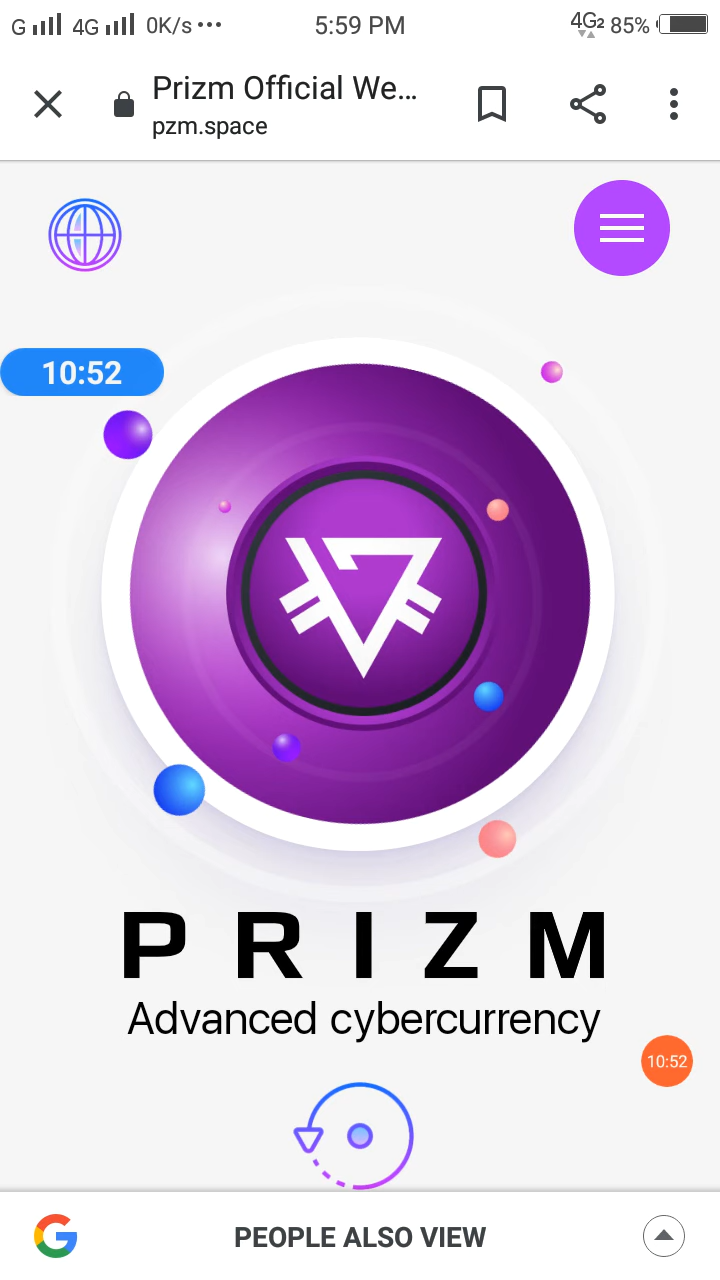 G 4G 0K/s ••• 5:59 PM 4G2 85%
Prizm Official We...
pzm.space
10:52
PRIZM
Advanced cybercurrency
10:52
PEOPLE ALSO VIEW